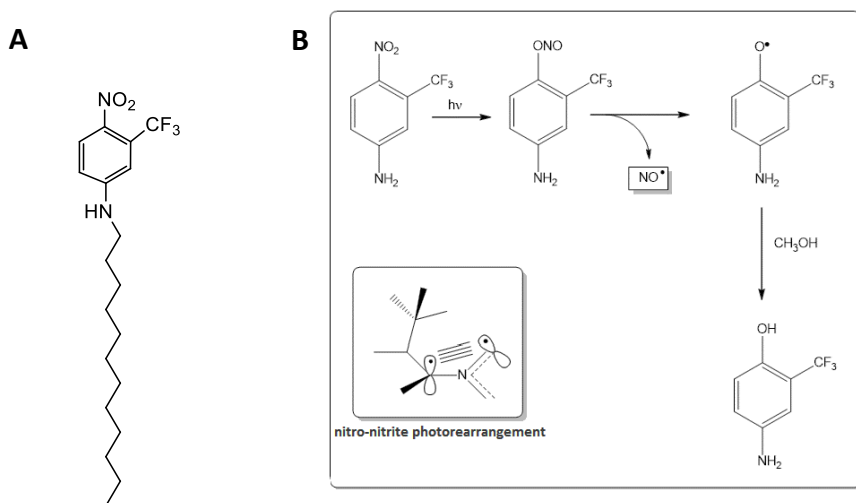 A
NO2
CF3
HN
B
NO2
CF3
NH2
hν
ONO
CF3
NH2
NO•
O•
CF3
NH2
CH3OH
OH
CF3
NH2
N
nitro-nitrite photorearrangement